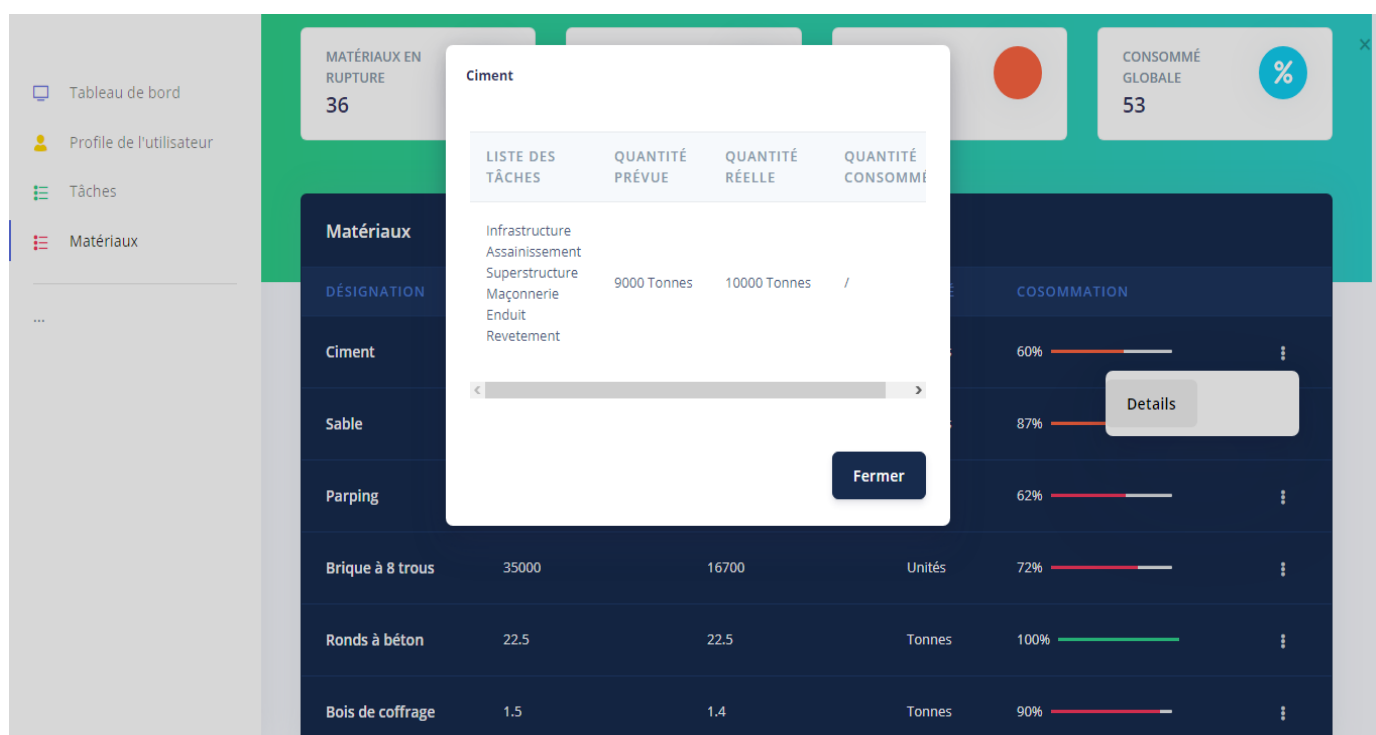 Tableau de bord
Profile de l'utilisateur
Tâches
Matériaux
...
MATÉRIAUX EN
RUPTURE
36
CONSOMMÉ
GLOBALE
53
%
Ciment
LISTE DES TÂCHES
QUANTITÉ PRÉVUE
QUANTITÉ RÉELLE
QUANTITÉ CONSOMMÉ
Infrastructure
Assainissement
Superstructure
Maçonnerie
Enduit
Revetement
9000 Tonnes 10000 Tonnes /
Fermer
Matériaux
DÉSIGNATION COSOMMATION
Ciment 60%
Details
Sable 87%
Parping 62%
Brique à 8 trous 35000 16700 Unités 72%
Ronds à béton 22.5 22.5 Tonnes 100%
Bois de coffrage 1.5 1.4 Tonnes 90%